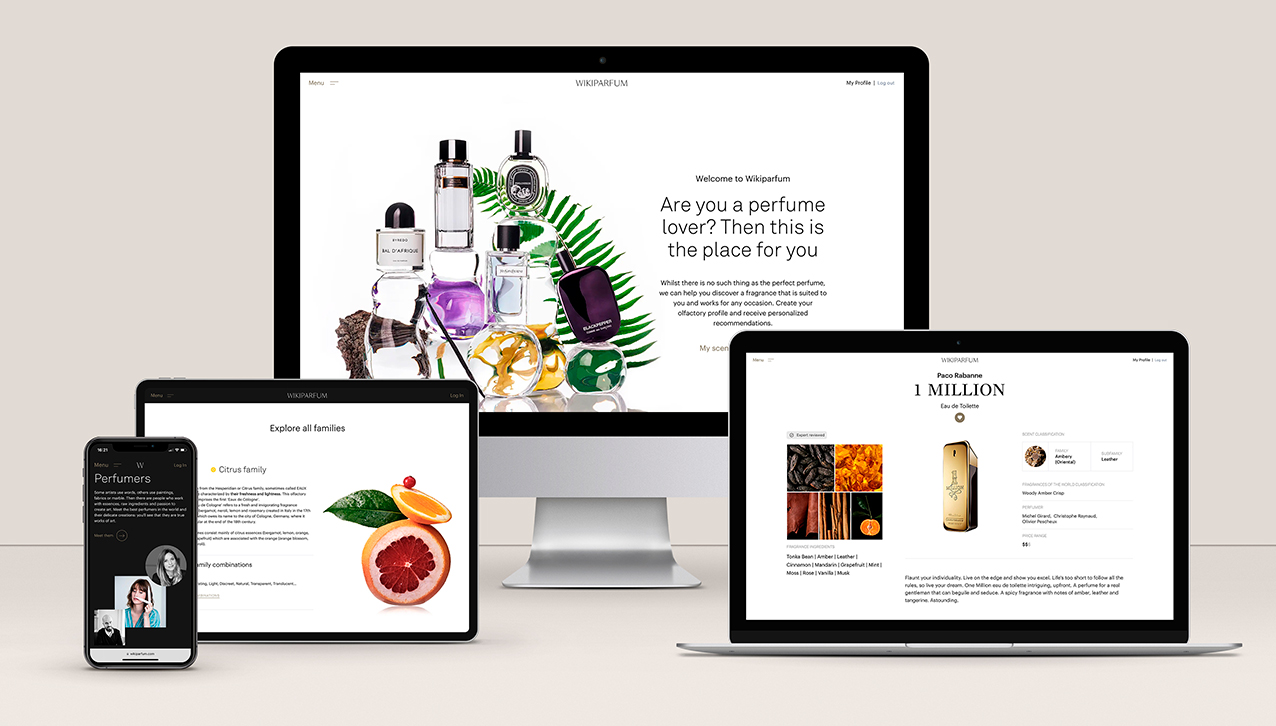 Menu
WIKIPARFUM
My Profile | Log out
Welcome to Wikiparfum
Are you a perfume
lover? Then this is
the place for you
Whilst there is no such thing as the perfect perfume,
we can help you discover a fragrance that is suited to
you and works for any occasion. Create your
olfactory profile and receive personalized
recommendations.
My scen
BYREDO
BAL D'AFRIQUE
BLACKPEPPER
Menu
WIKIPARFUM
Log In
Explore all families
Citrus family
from the Hesperidian or Citrus family, sometimes called EAUX
characterized by their freshness and lightness. This olfactory
mprises the first 'Eaux de Cologne'.
u de Cologne' refers to a fresh and invigorating fragrance
bergamot, neroli, lemon and rosemary created in Italy in the 17th
which owes its name to the city of Cologne, Germany, where it
cale at the end of the 18th century.
ures consist mainly of citrus essences (bergamot, lemon, orange,
grapefruit) which are associated with the orange (orange blossom,
neroli).
amily combinations
sting, Light, Discreet, Natural, Transparent, Translucent...
16:21
Menu
W
Log In
Perfumers
Some artists use words, others use paintings,
fabrics or marble. Then there are people who work
with essences, raw ingredients and passion to
create art. Meet the best perfumers in the world and
their delicate creations: you'll see that they are true
works of art.
Meet them
wikiparfum.com
Menu
WIKIPARFUM
My Profile | Log out
Paco Rabanne
1 MILLION
Eau de Toilette
Expert reviewed
FRAGRANCE INGREDIENTS
Tonka Bean | Amber | Leather |
Cinnamon | Mandarin | Grapefruit | Mint |
Moss | Rose | Vanilla | Musk
SCENT CLASSIFICATION
FAMILY
Ambery
(Oriental)
SUBFAMILY
Leather
FRAGRANCES OF THE WORLD CLASSIFICATION
Woody Amber Crisp
PERFUMER
Michel Girard, Christophe Raynaud,
Olivier Pescheux
PRICE RANGE
$$$
Flaunt your individuality. Live on the edge and show you excel. Life's too short to follow all the
rules, so live your dream. One Million eau de toilette intriguing, upfront. A perfume for a real
gentleman that can beguile and seduce. A spicy fragrance with notes of amber, leather and
tangerine. Astounding.